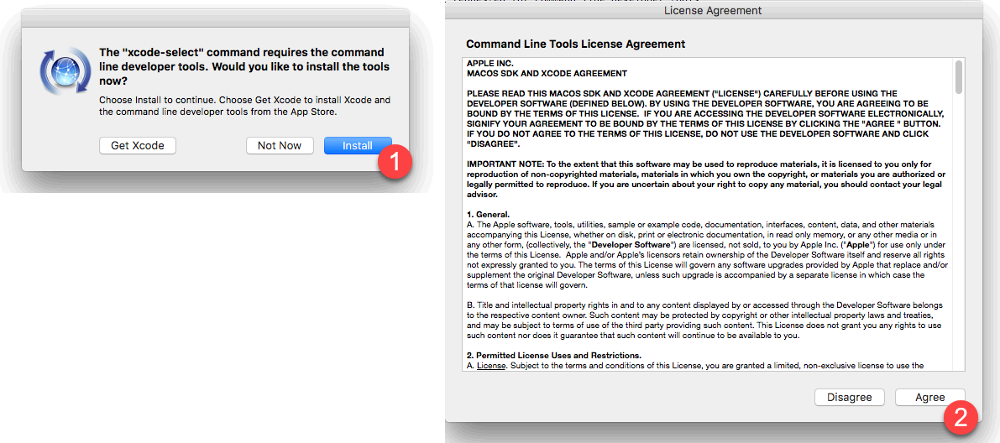 The "xcode-select" command requires the command
line developer tools. Would you like to install the tools
now?
Choose Install to continue. Choose Get Xcode to install Xcode and
the command line developer tools from the App Store.
Get Xcode
Not Now
Install
1
License Agreement
Command Line Tools License Agreement
APPLE INC.
MACOS SDK AND XCODE AGREEMENT
PLEASE READ THIS MACOS SDK AND XCODE AGREEMENT ("LICENSE") CAREFULLY BEFORE USING THE
DEVELOPER SOFTWARE (DEFINED BELOW). BY USING THE DEVELOPER SOFTWARE, YOU ARE AGREEING TO BE
BOUND BY THE TERMS OF THIS LICENSE.  IF YOU ARE ACCESSING THE DEVELOPER SOFTWARE ELECTRONICALLY,
SIGNIFY YOUR AGREEMENT TO BE BOUND BY THE TERMS OF THIS LICENSE BY CLICKING THE "AGREE " BUTTON.
IF YOU DO NOT AGREE TO THE TERMS OF THIS LICENSE, DO NOT USE THE DEVELOPER SOFTWARE AND CLICK
“DISAGREE”.
IMPORTANT NOTE: To the extent that this software may be used to reproduce materials, it is licensed to you only for
reproduction of non-copyrighted materials, materials in which you own the copyright, or materials you are authorized or
legally permitted to reproduce. If you are uncertain about your right to copy any material, you should contact your legal
advisor.
1. General.
A. The Apple software, tools, utilities, sample or example code, documentation, interfaces, content, data, and other materials
accompanying this License, whether on disk, print or electronic documentation, in read only memory, or any other media or in
any other form, (collectively, the "Developer Software") are licensed, not sold, to you by Apple Inc. ("Apple") for use only under
the terms of this License.  Apple and/or Apple’s licensors retain ownership of the Developer Software itself and reserve all rights
not expressly granted to you. The terms of this License will govern any software upgrades provided by Apple that replace and/or
supplement the original Developer Software, unless such upgrade is accompanied by a separate license in which case the
terms of that license will govern.
B. Title and intellectual property rights in and to any content displayed by or accessed through the Developer Software belongs
to the respective content owner. Such content may be protected by copyright or other intellectual property laws and treaties,
and may be subject to terms of use of the third party providing such content. This License does not grant you any rights to use
such content nor does it guarantee that such content will continue to be available to you.
2. Permitted License Uses and Restrictions.
A. License. Subject to the terms and conditions of this License, you are granted a limited, non-exclusive license to use the
Disagree
Agree
2